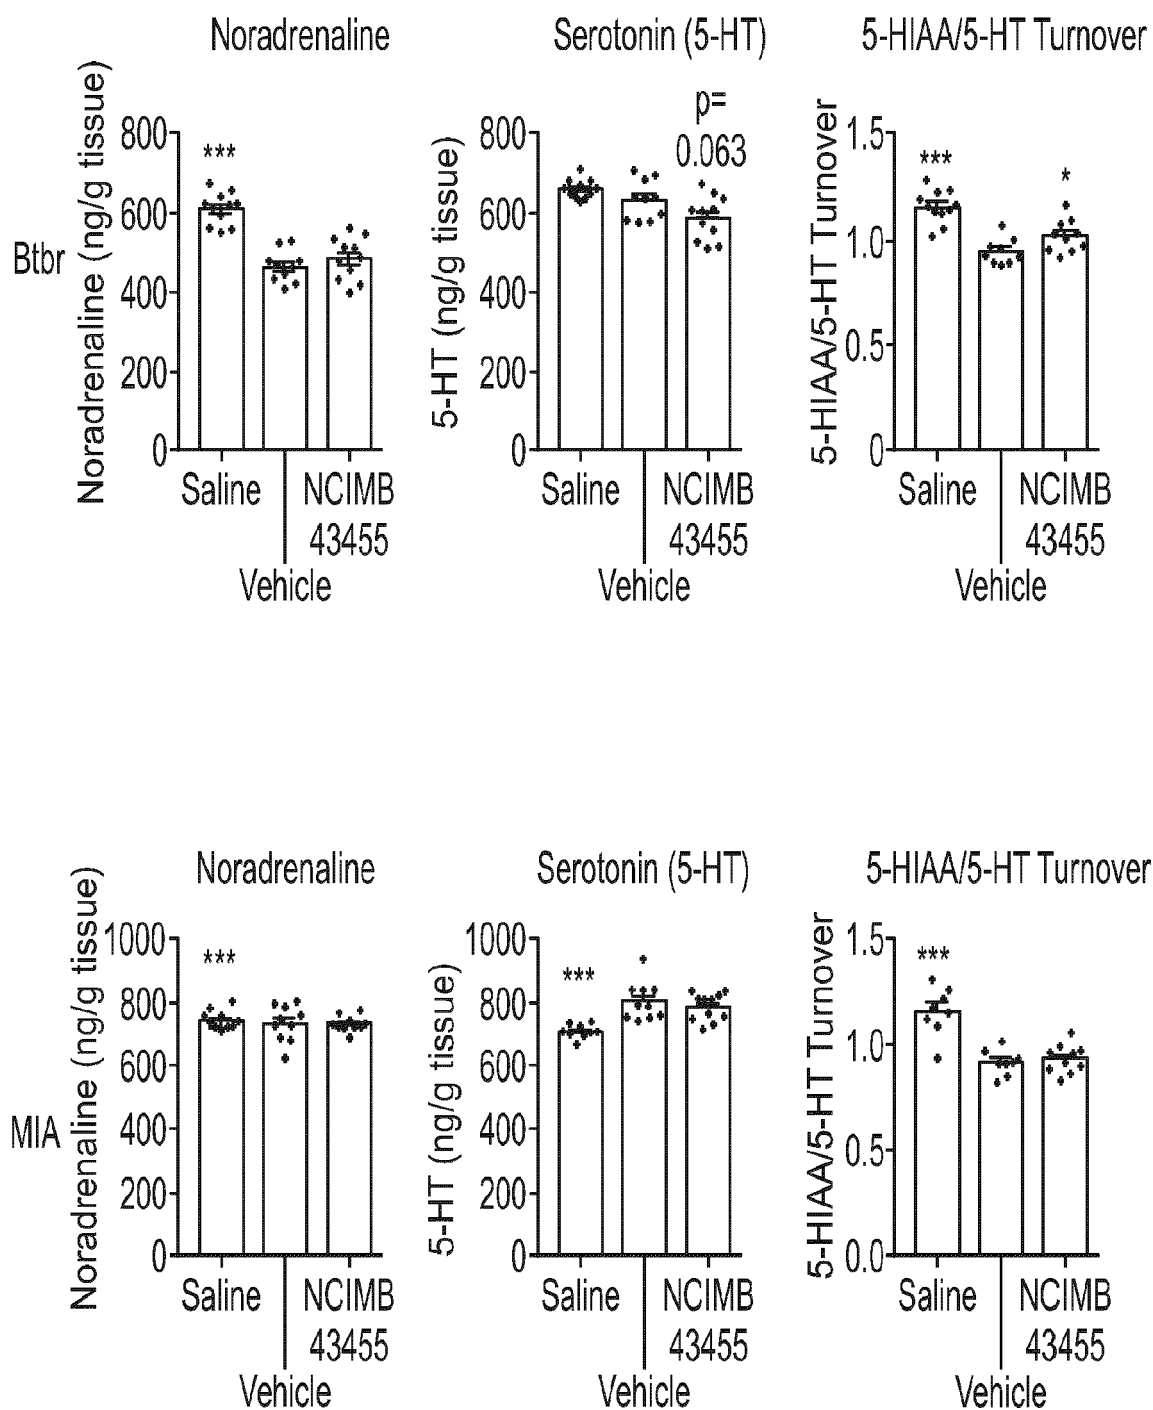 Noradrenaline
Serotonin (5-HT)
5-HIAA/5-HT Turnover
Btbr
Noradrenaline (ng/g tissue)
800
600
400
200
0
***
Saline
NCIMB
43455
Vehicle
5-HT (ng/g tissue)
800
600
400
200
0
p=
0.063
Saline
NCIMB
43455
Vehicle
5-HIAA/5-HT Turnover
1.5
1.0
0.5
0
***
*
Saline
NCIMB
43455
Vehicle
Noradrenaline
Serotonin (5-HT)
5-HIAA/5-HT Turnover
MIA
Noradrenaline (ng/g tissue)
1000
800
600
400
200
0
***
Saline
NCIMB
43455
Vehicle
5-HT (ng/g tissue)
1000
800
600
400
200
0
***
Saline
NCIMB
43455
Vehicle
5-HIAA/5-HT Turnover
1.5
1.0
0.5
0.0
***
Saline
NCIMB
43455
Vehicle